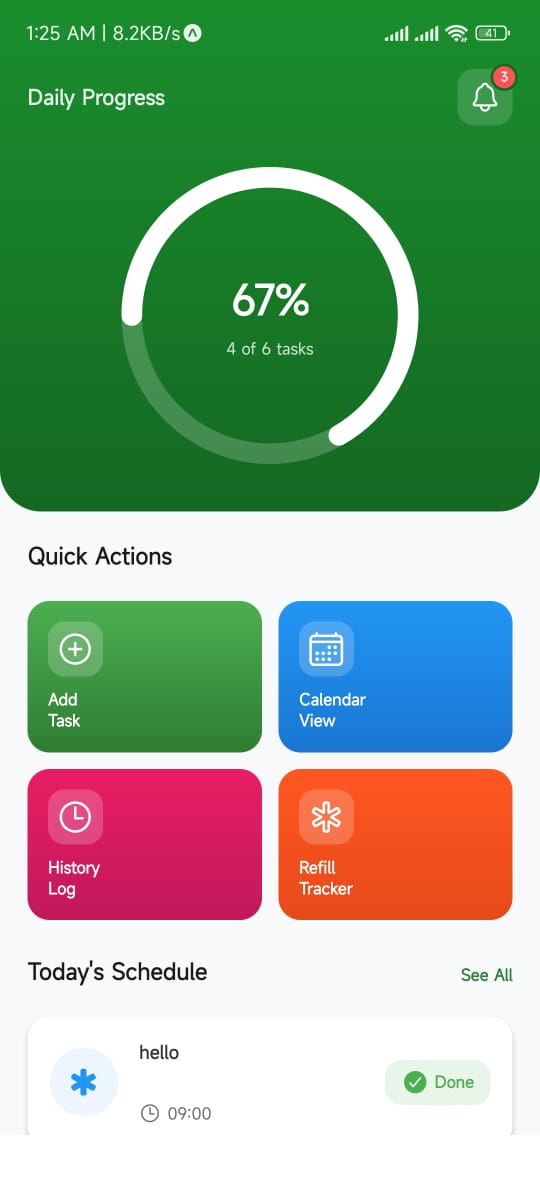 1:25 AM | 8.2KB/s
41
Daily Progress
3
67%
4 of 6 tasks
Quick Actions
Add
Task
Calendar
View
History
Log
Refill
Tracker
Today's Schedule
See All
hello
Done
09:00